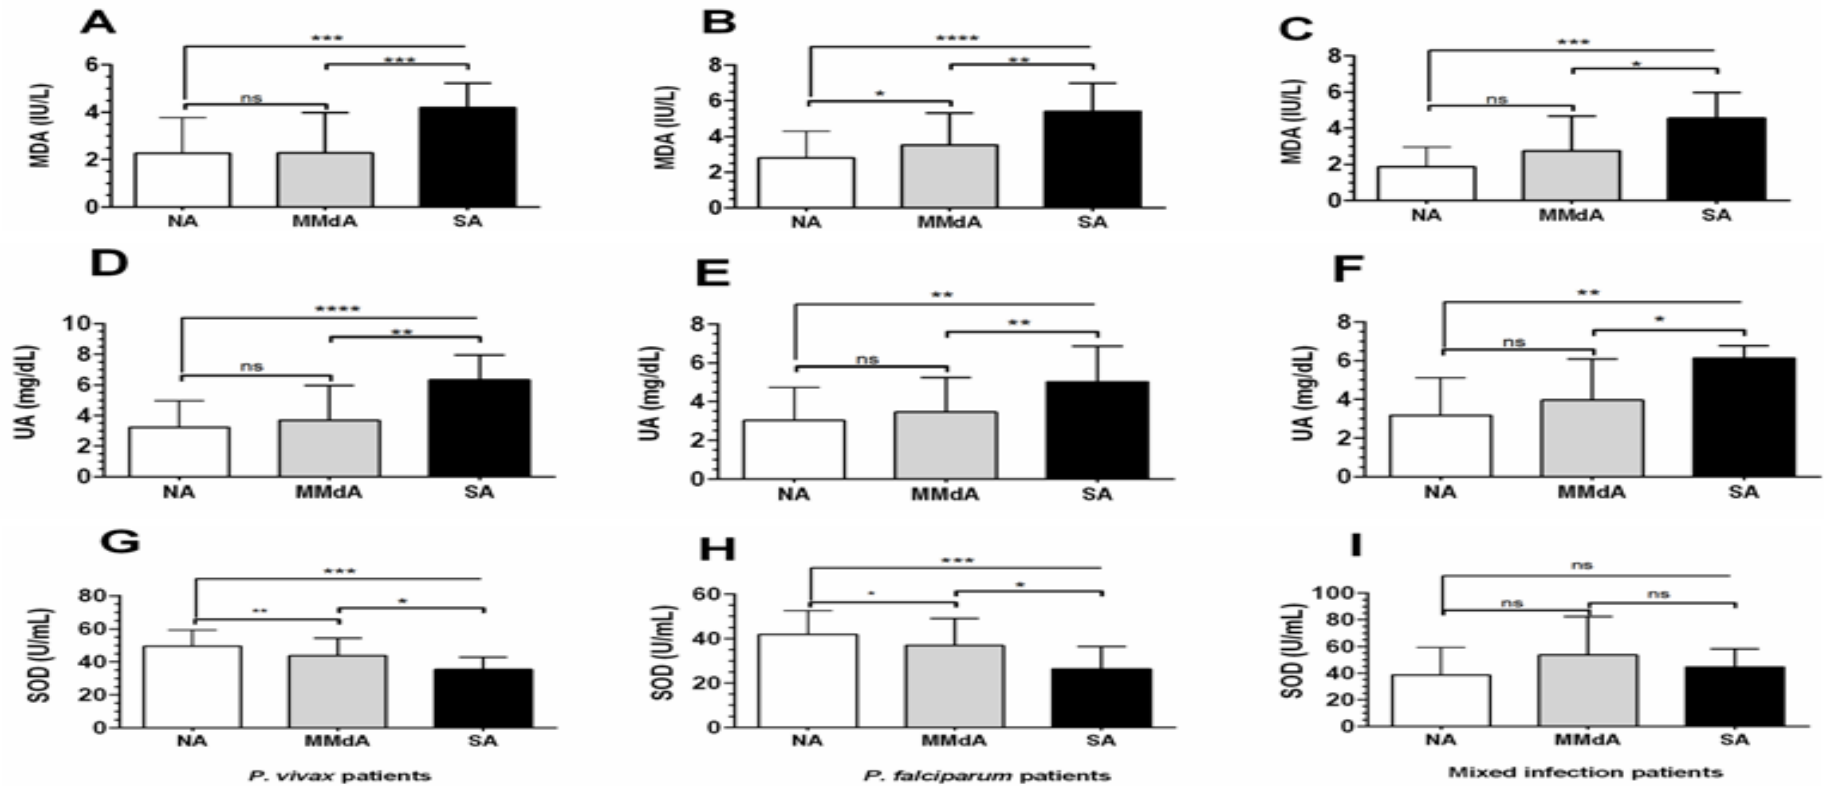 A
***
***
ns
MDA (IU/L)
6
4
2
0
NA MMdA SA
B
****
**
*
MDA (IU/L)
8
6
4
2
0
NA MMdA SA
C
***
*
ns
MDA (IU/L)
8
6
4
2
0
NA MMdA SA
D
****
**
ns
UA (mg/dL)
10
8
6
4
2
0
NA MMdA SA
E
**
**
ns
UA (mg/dL)
8
6
4
2
0
NA MMdA SA
F
**
*
ns
UA (mg/dL)
8
6
4
2
0
NA MMdA SA
G
***
*
**
SOD (U/mL)
80
60
40
20
0
NA MMdA SA
P. vivax patients
H
***
*
*
SOD (U/mL)
60
40
20
0
NA MMdA SA
P. falciparum patients
I
ns
ns
ns
SOD (U/mL)
100
80
60
40
20
0
NA MMdA SA
Mixed infection patients